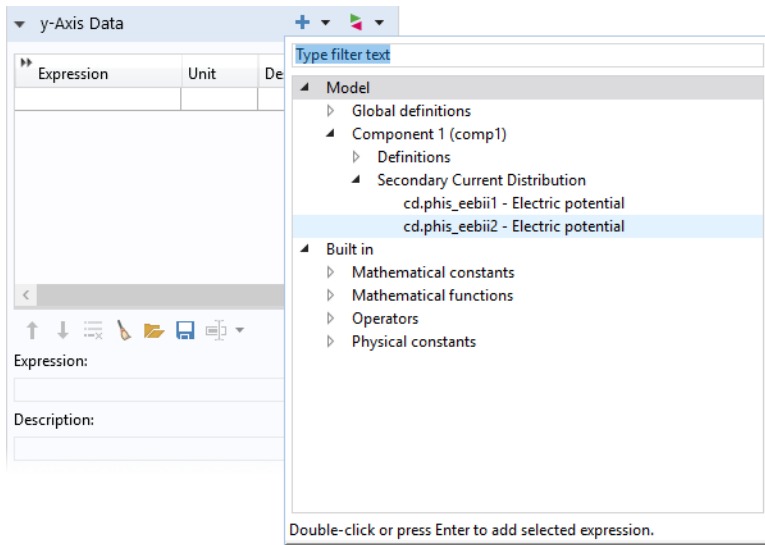 y-Axis Data
Type filter text
Expression Unit De
Model
Global definitions
Component 1 (comp1)
Definitions
Secondary Current Distribution
cd.phis_eebii1 - Electric potential
cd.phis_eebii2 - Electric potential
Built in
Mathematical constants
Mathematical functions
Operators
Physical constants
Expression:
Description:
Double-click or press Enter to add selected expression.